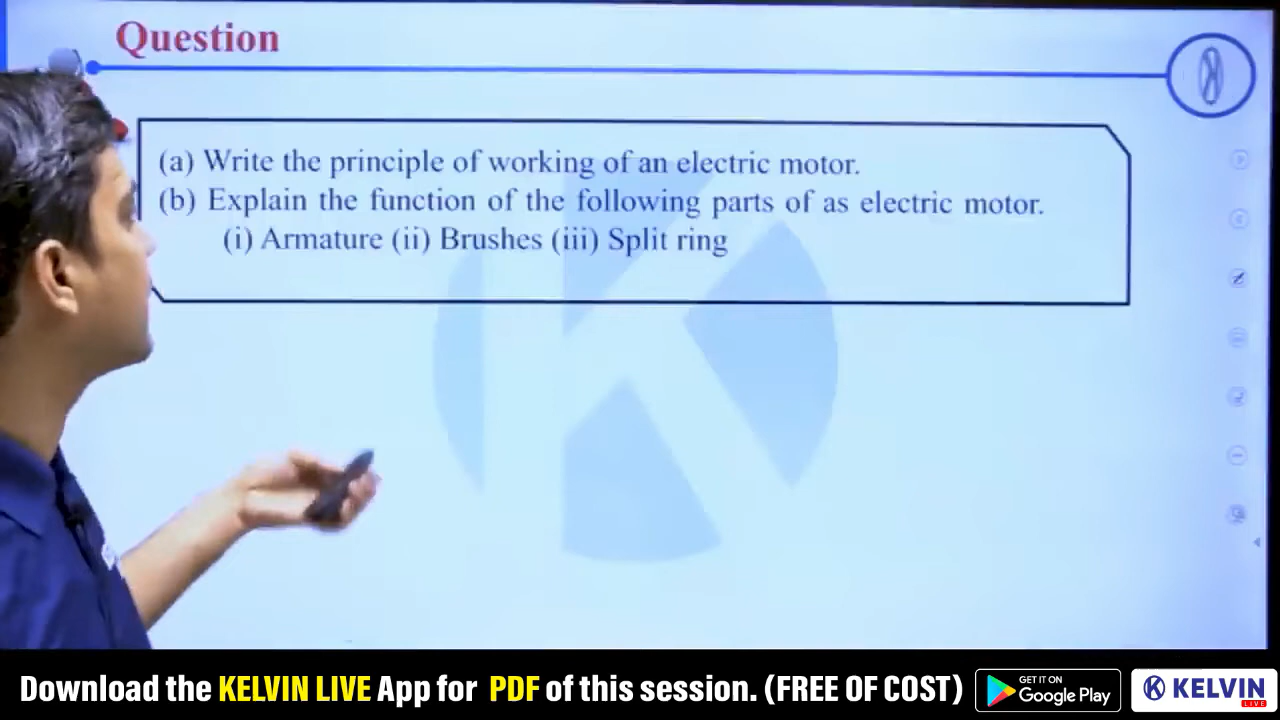 Question
(a) Write the principle of working of an electric motor.
(b) Explain the function of the following parts of as electric motor.
(i) Armature (ii) Brushes (iii) Split ring
Download the KELVIN LIVE App for PDF of this session. (FREE OF COST)
GET IT ON
Google Play
KELVIN
LIVE